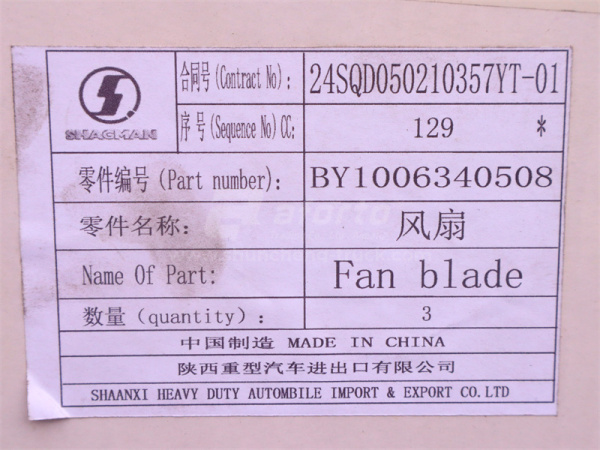 SHACMAN
合同号(Contract No): 24SQD050210357YT-01
序 号(Sequence No)CC: 129 *
零件编号(Part number): BY1006340508
零件名称: 风扇
Name Of Part: Fan blade
数量(quantity): 3
中国制造 MADE IN CHINA
陕西重型汽车进出口有限公司
SHAANXI HEAVY DUTY AUTOMBILE IMPORT & EXPORT CO.LTD